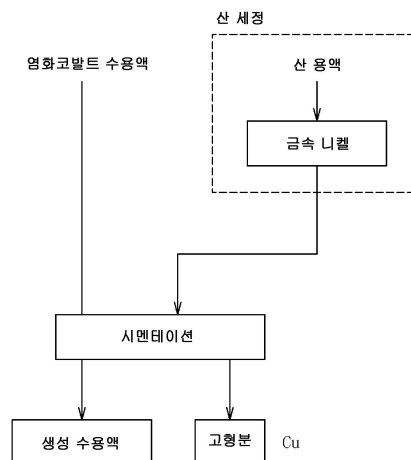 산 세정
염화코발트 수용액
산 용액
금속 니켈
시멘테이션
생성 수용액
고형분
Cu